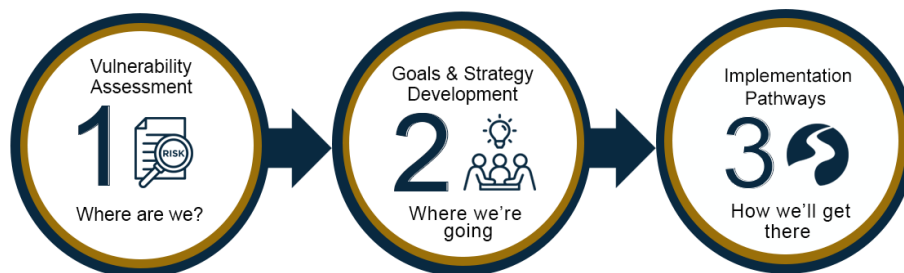 Vulnerability
Assessment
1
RISK
Where are we?
Goals & Strategy
Development
2
Where we're
going
Implementation
Pathways
3
How we'll get
there